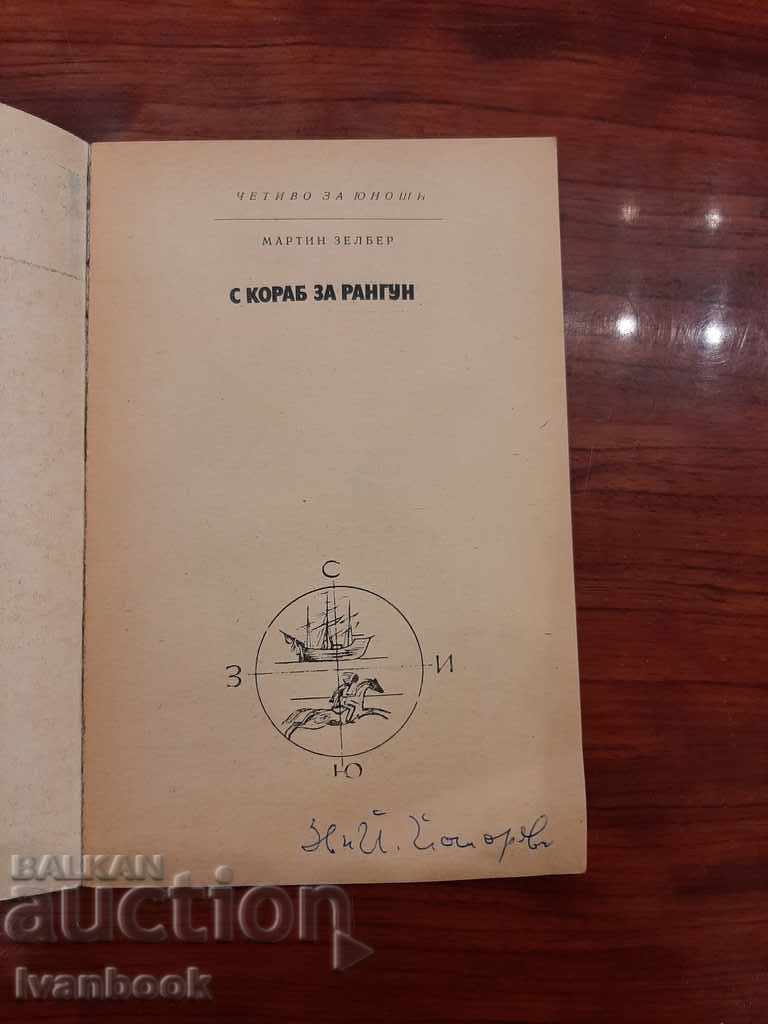 ЧЕТИВО ЗА ЮНОШИ
МАРТИН ЗЕЛБЕР
С КОРАБ ЗА РАНГУН
С
З И
Ю
BALKAN
auction
Ivanbook